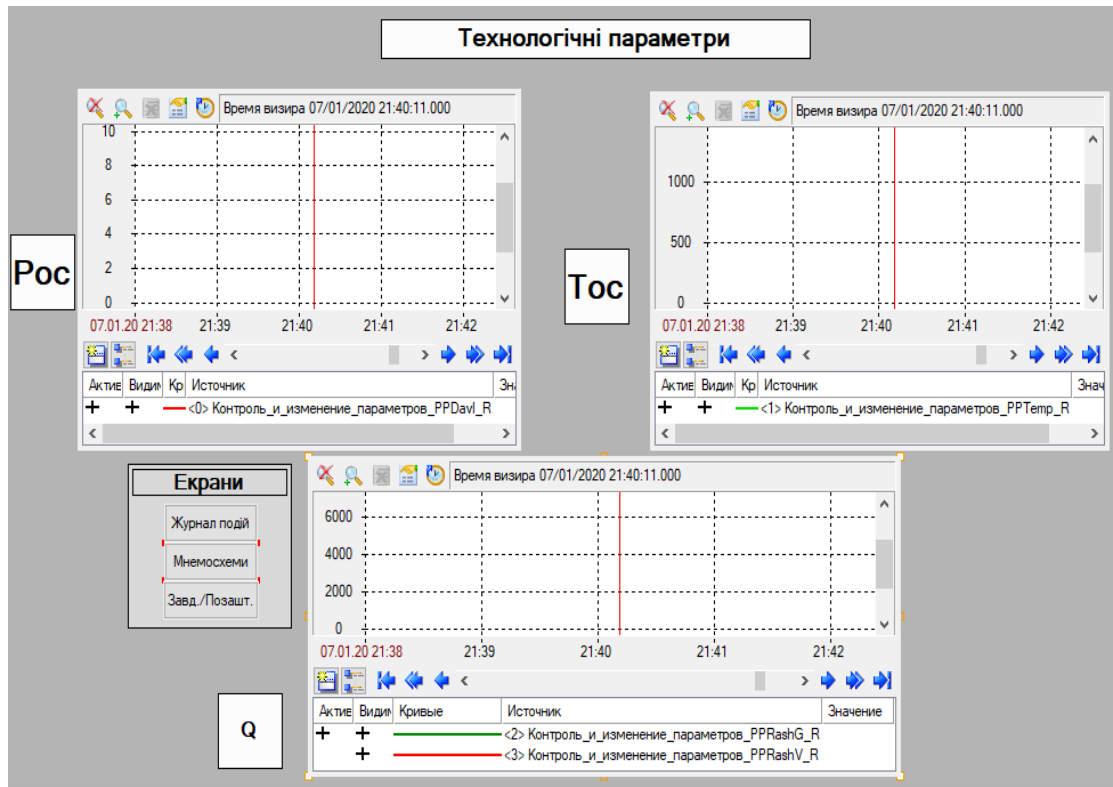 Технологічні параметри
Время визира 07/01/2020 21:40:11.000
10
8
6
4
2
0
07.01.20 21:38 21:39 21:40 21:41 21:42
Актив Видим Кр Источник Зна
<0> Контроль_и_изменение_параметров_PPDavl_R
Рос
Время визира 07/01/2020 21:40:11.000
1000
500
0
07.01.20 21:38 21:39 21:40 21:41 21:42
Актив Видим Кр Источник Знач
<1> Контроль_и_изменение_параметров_PPTemp_R
Тос
Екрани
Журнал подій
Мнемосхеми
Завд./Позашт.
Время визира 07/01/2020 21:40:11.000
6000
4000
2000
0
07.01.20 21:38 21:39 21:40 21:41 21:42
Актив Видим Кривые Источник Значение
<2> Контроль_и_изменение_параметров_PPRashG_R
<3> Контроль_и_изменение_параметров_PPRashV_R
Q